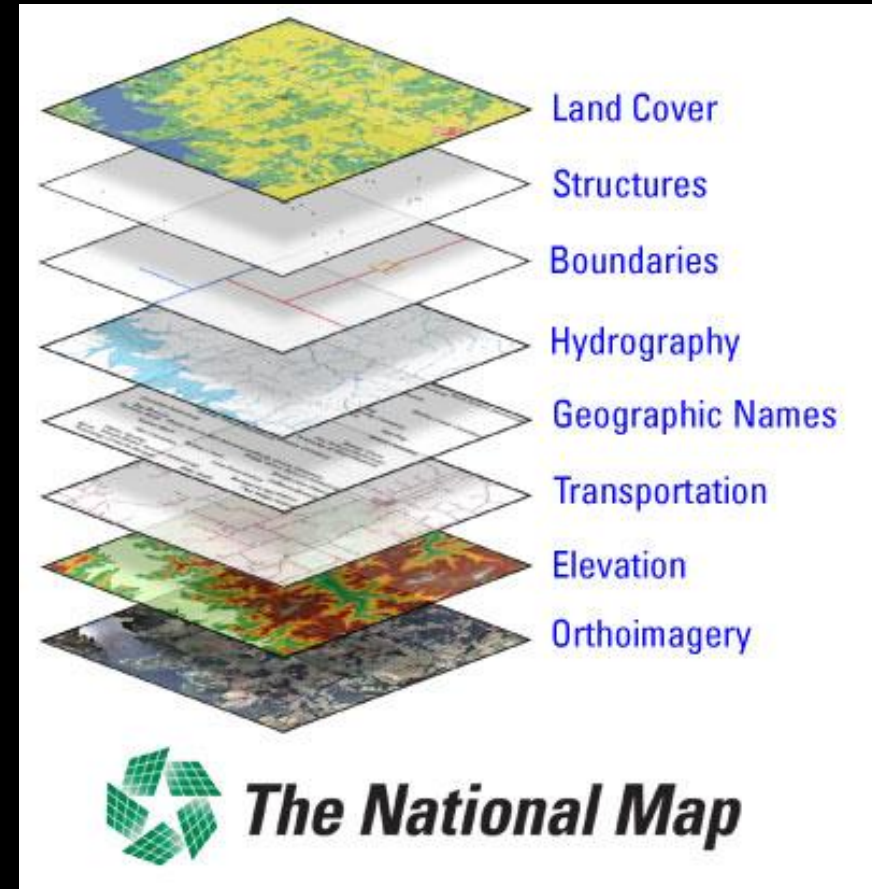 Land Cover
Structures
Boundaries
Hydrography
Geographic Names
Transportation
Elevation
Orthoimagery
The National Map